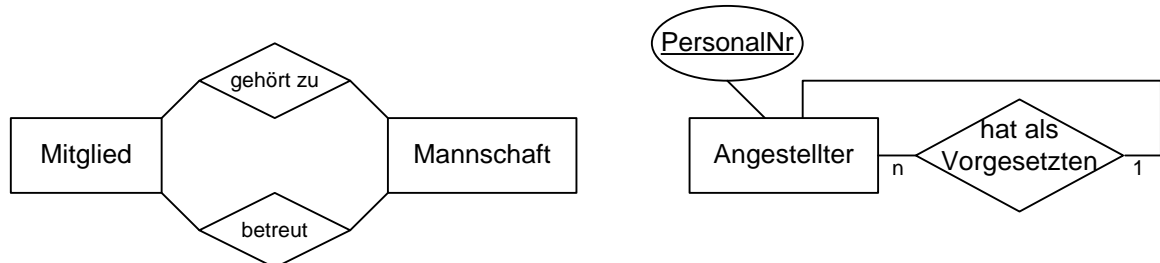 gehört zu
Mitglied
Mannschaft
betreut
PersonalNr
Angestellter
n
hat als
Vorgesetzten
1